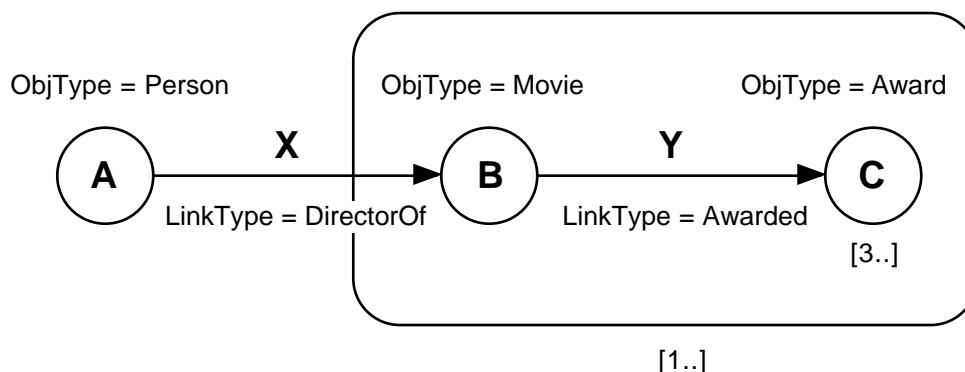 ObjType = Person
ObjType = Movie
ObjType = Award
X
Y
A
B
C
LinkType = DirectorOf
LinkType = Awarded
[3..]
[1..]